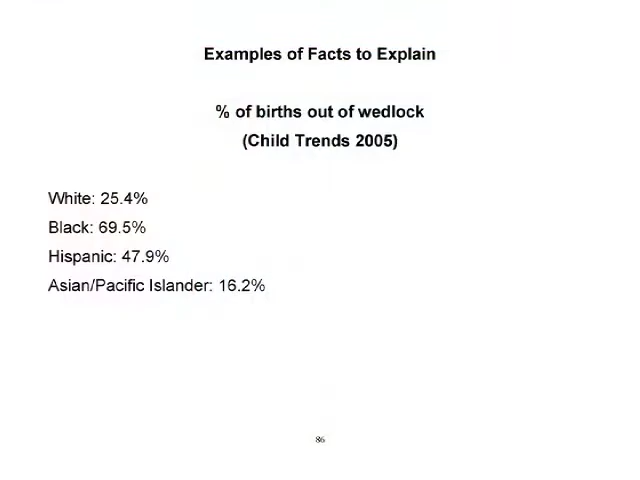 Examples of Facts to Explain
% of births out of wedlock
(Child Trends 2005)
White: 25.4%
Black: 69.5%
Hispanic: 47.9%
Asian/Pacific Islander: 16.2%
86